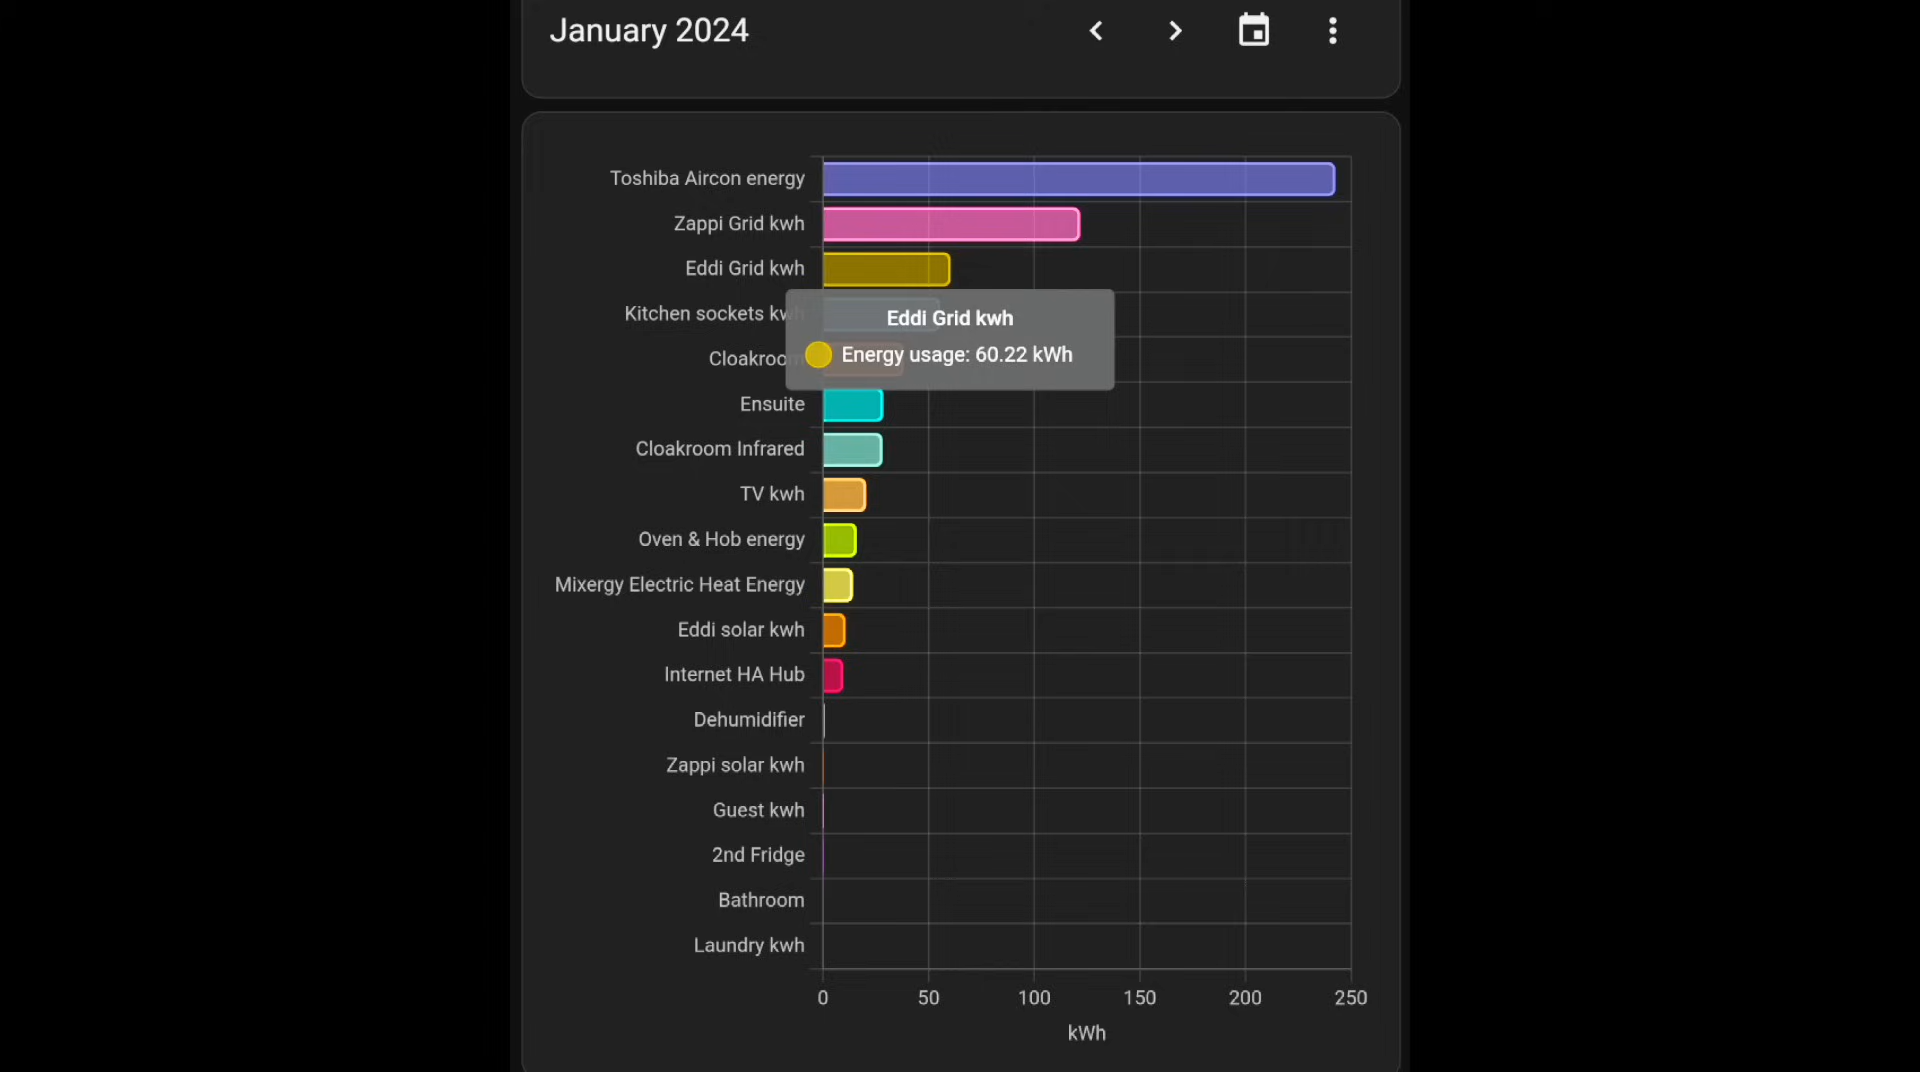 January 2024
Toshiba Aircon energy
Zappi Grid kwh
Eddi Grid kwh
Kitchen sockets kwh
Eddi Grid kwh
Cloakroom
Energy usage: 60.22 kWh
Ensuite
Cloakroom Infrared
TV kwh
Oven & Hob energy
Mixergy Electric Heat Energy
Eddi solar kwh
Internet HA Hub
Dehumidifier
Zappi solar kwh
Guest kwh
2nd Fridge
Bathroom
Laundry kwh
0 50 100 150 200 250
kWh